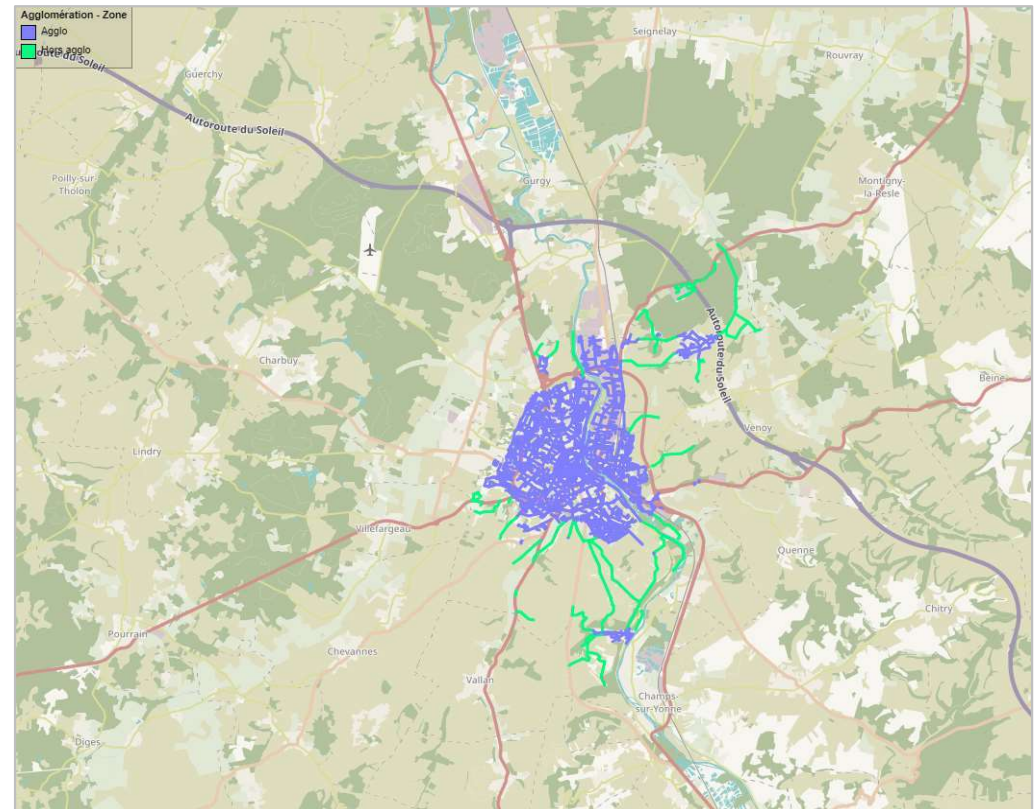 Agglomération - Zone
Agglo
Hors agglo
Autoroute du Soleil
Seignelay
Rouvray
Guerchy
Autoroute du Soleil
Poilly-sur-
Tholon
Gurgy
Montigny-
la-Resle
Autoroute du Soleil
Charbuy
Beine
Venoy
Lindry
Villefargeau
Quenne
Chitry
Pourrain
Chevannes
Vallan
Champs-
sur-Yonne
Diges